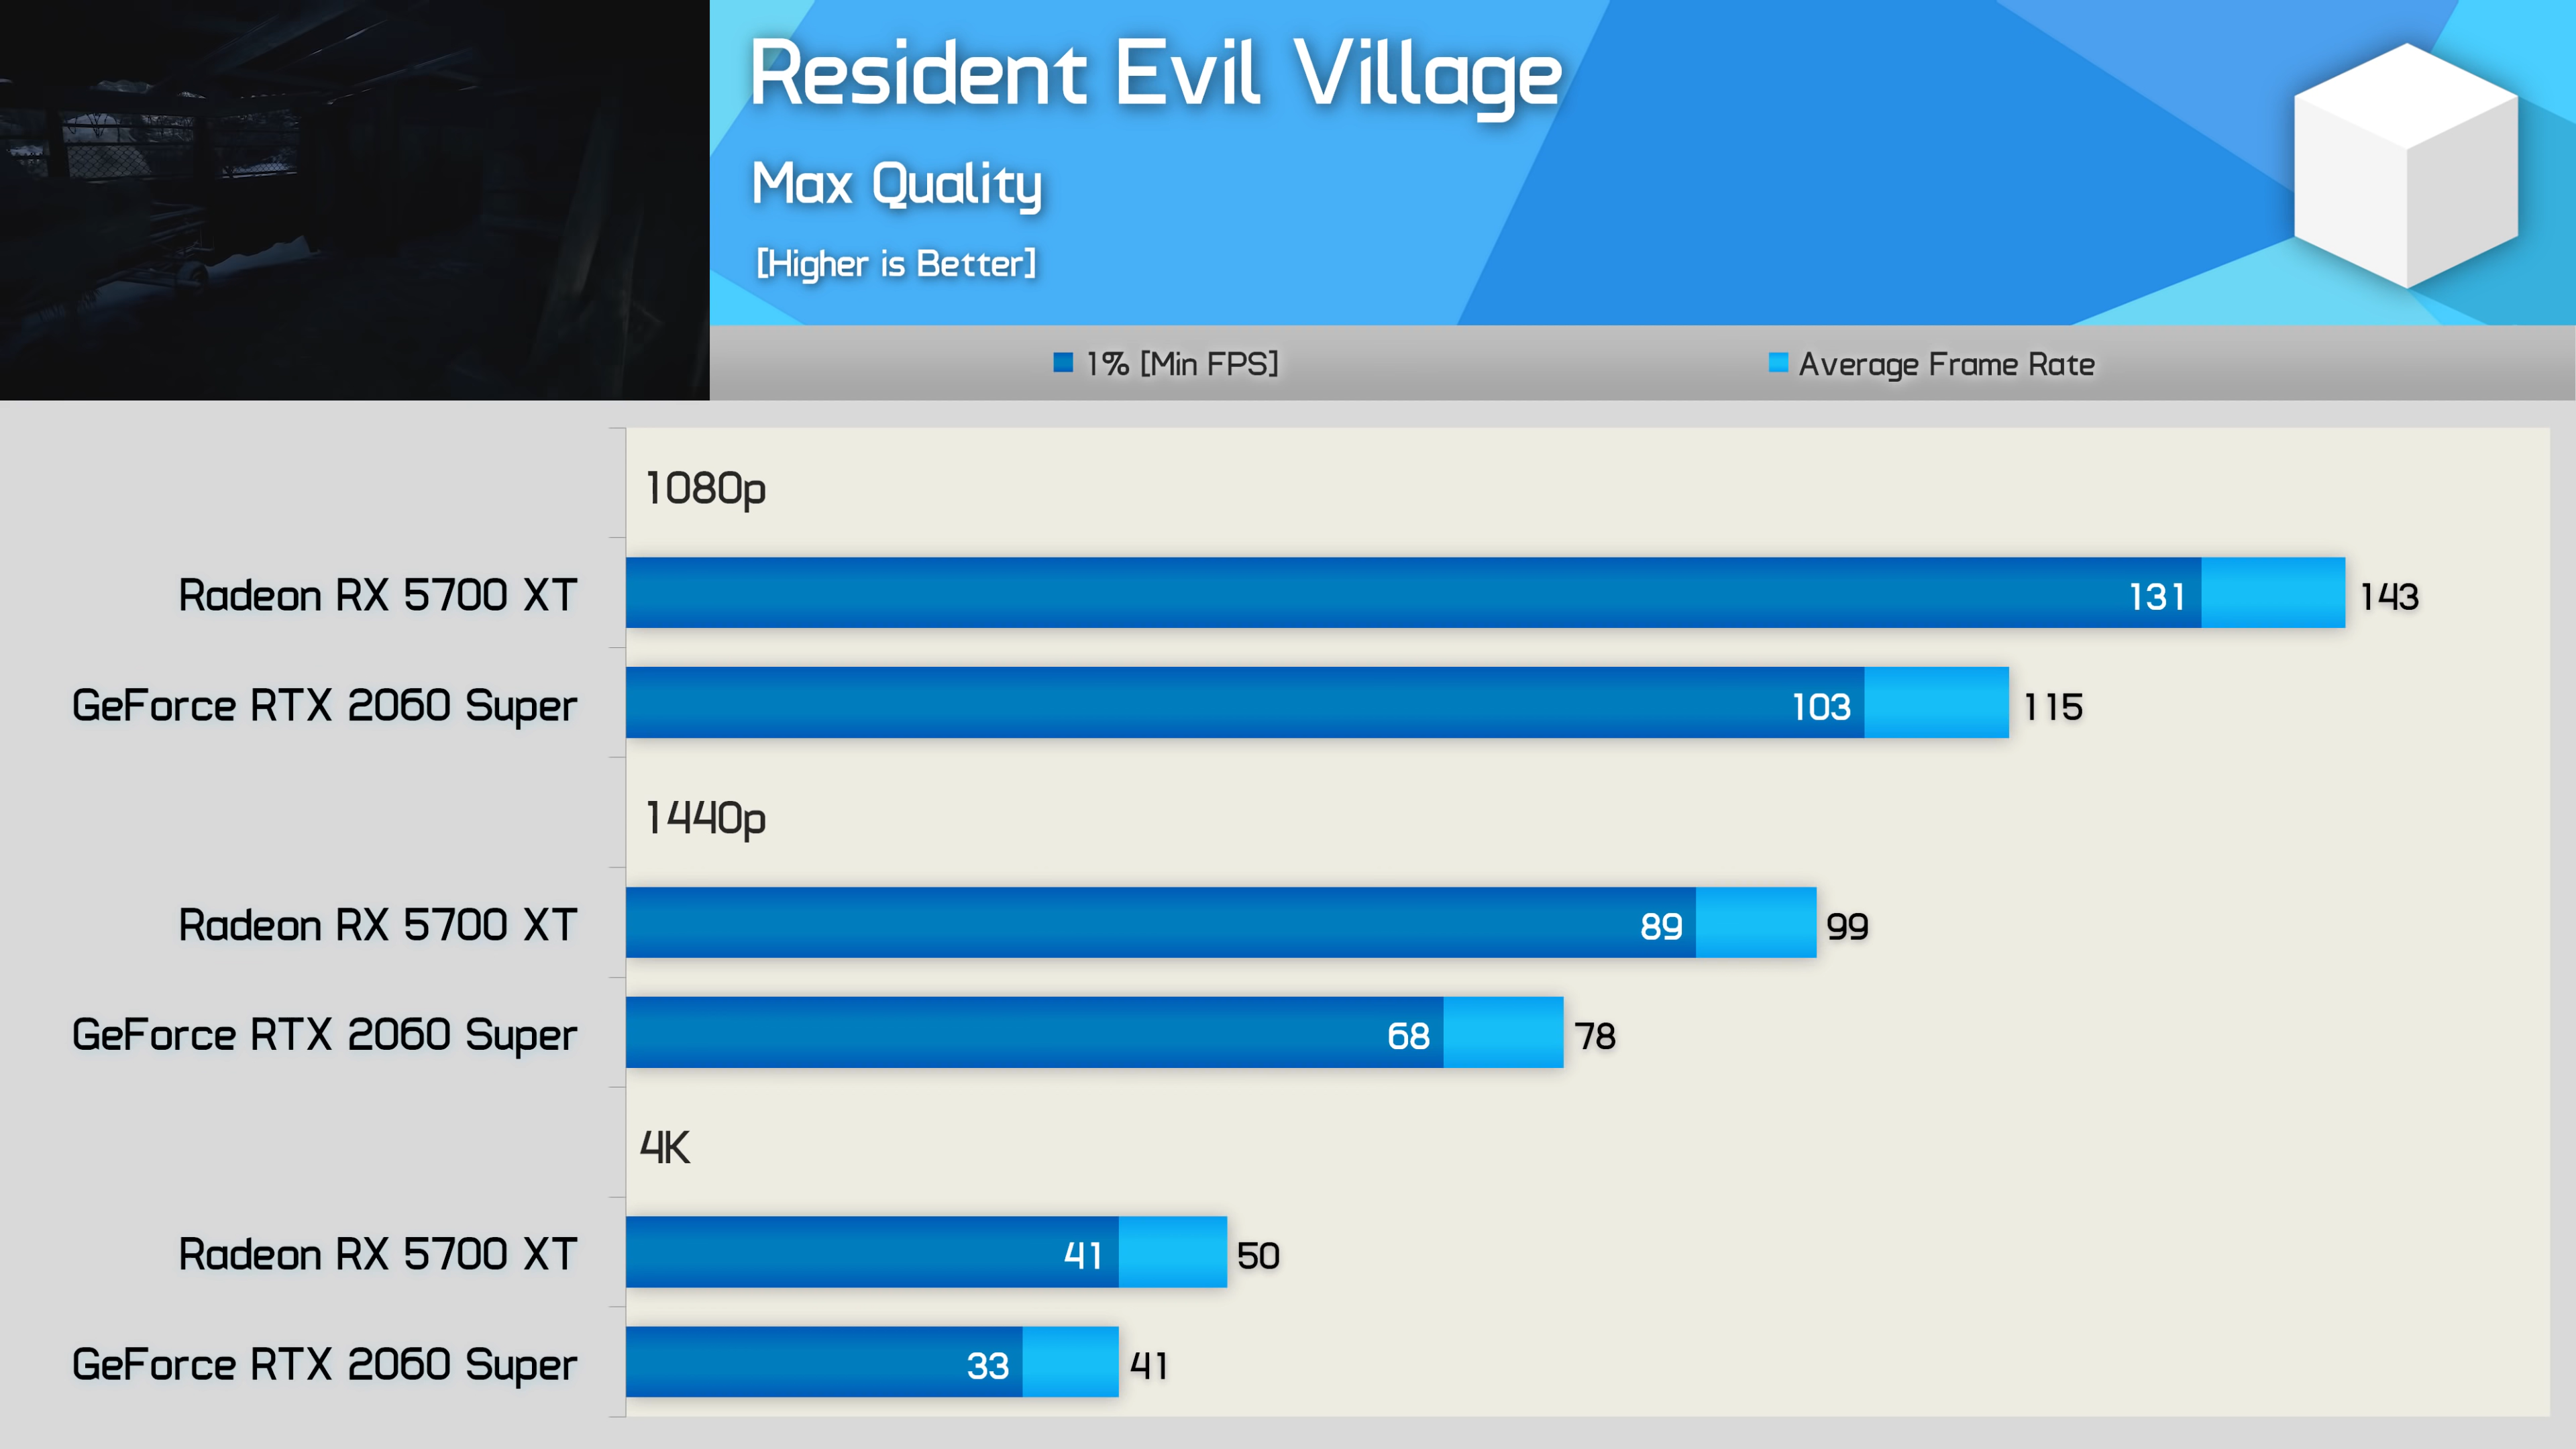 Resident Evil Village
Max Quality
[Higher is Better]
1% [Min FPS] Average Frame Rate
1080p
Radeon RX 5700 XT 131 143
GeForce RTX 2060 Super 103 115
1440p
Radeon RX 5700 XT 89 99
GeForce RTX 2060 Super 68 78
4K
Radeon RX 5700 XT 41 50
GeForce RTX 2060 Super 33 41